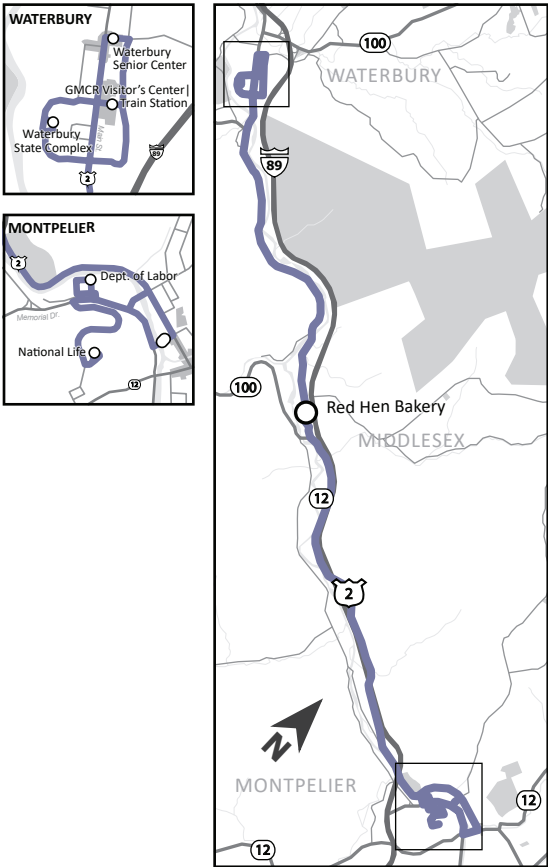 WATERBURY
Waterbury
Senior Center
GMCR Visitor's Center|
Train Station
Waterbury
State Complex
Main St
89
2
MONTPELIER
2
Dept. of Labor
Memorial Dr.
National Life
12
100
WATERBURY
89
100
Red Hen Bakery
MIDDLESEX
12
2
N
MONTPELIER
12
12